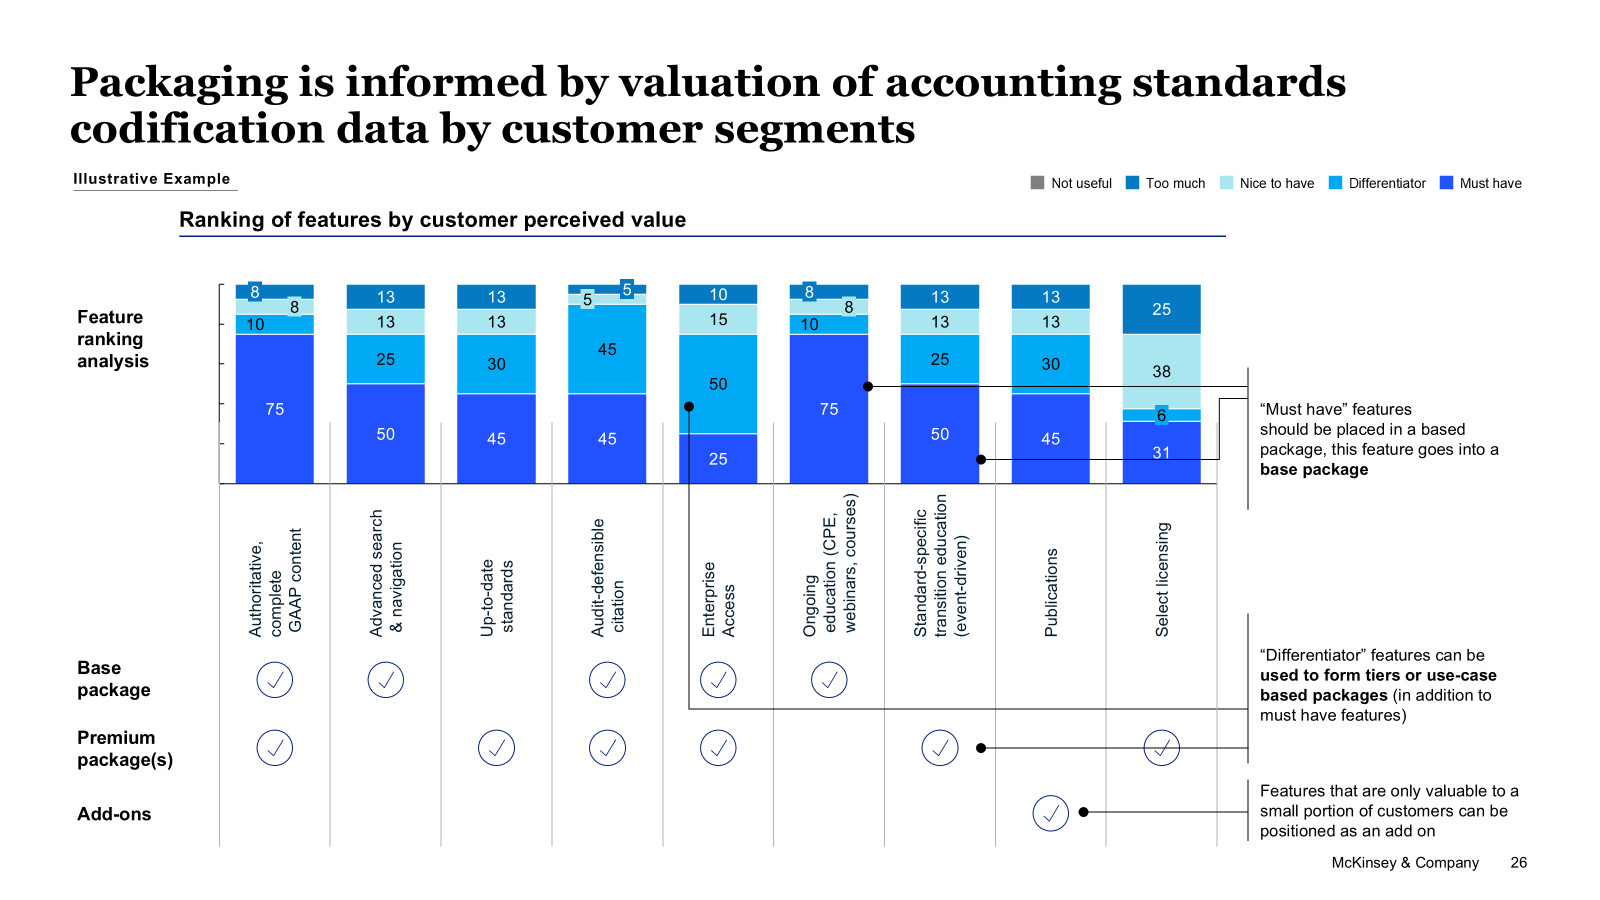 Packaging is informed by valuation of accounting standards
codification data by customer segments
Illustrative Example
Not useful
Too much
Nice to have
Differentiator
Must have
Ranking of features by customer perceived value
Feature
ranking
analysis
8
8
10
75
13
13
25
50
13
13
30
45
5
5
45
45
10
15
50
25
8
8
10
75
13
13
25
50
13
13
30
45
25
38
6
31
“Must have” features
should be placed in a based
package, this feature goes into a
base package
Authoritative,
complete
GAAP content
Advanced search
& navigation
Up-to-date
standards
Audit-defensible
citation
Enterprise
Access
Ongoing
education (CPE,
webinars, courses)
Standard-specific
transition education
(event-driven)
Publications
Select licensing
Base
package
“Differentiator” features can be
used to form tiers or use-case
based packages (in addition to
must have features)
Premium
package(s)
Add-ons
Features that are only valuable to a
small portion of customers can be
positioned as an add on
McKinsey & Company
26